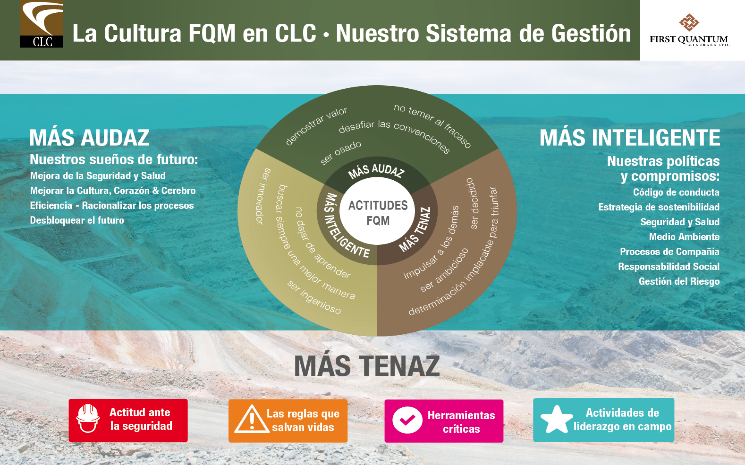 CLC
La Cultura FQM en CLC • Nuestro Sistema de Gestión
FIRST QUANTUM
MÁS AUDAZ
Nuestros sueños de futuro:
Mejora de la Seguridad y Salud
Mejorar la Cultura, Corazón & Cerebro
Eficiencia - Racionalizar los procesos
Desbloquear el futuro
demostrar valor
no temer al fracaso
desafiar las convenciones
ser osado
MÁS AUDAZ
ACTITUDES
FQM
MÁS INTELIGENTE
MÁS TENAZ
ser innovador
buscar siempre una mejor manera
no dejar de aprender
ser ingenioso
impulsar a los demás
ser decidido
ser ambicioso
determinación implacable para triunfar
MÁS INTELIGENTE
Nuestras políticas
y compromisos:
Código de conducta
Estrategia de sostenibilidad
Seguridad y Salud
Medio Ambiente
Procesos de Compañía
Responsabilidad Social
Gestión del Riesgo
MÁS TENAZ
Actitud ante
la seguridad
Las reglas que
salvan vidas
Herramientas
críticas
Actividades de
liderazgo en campo